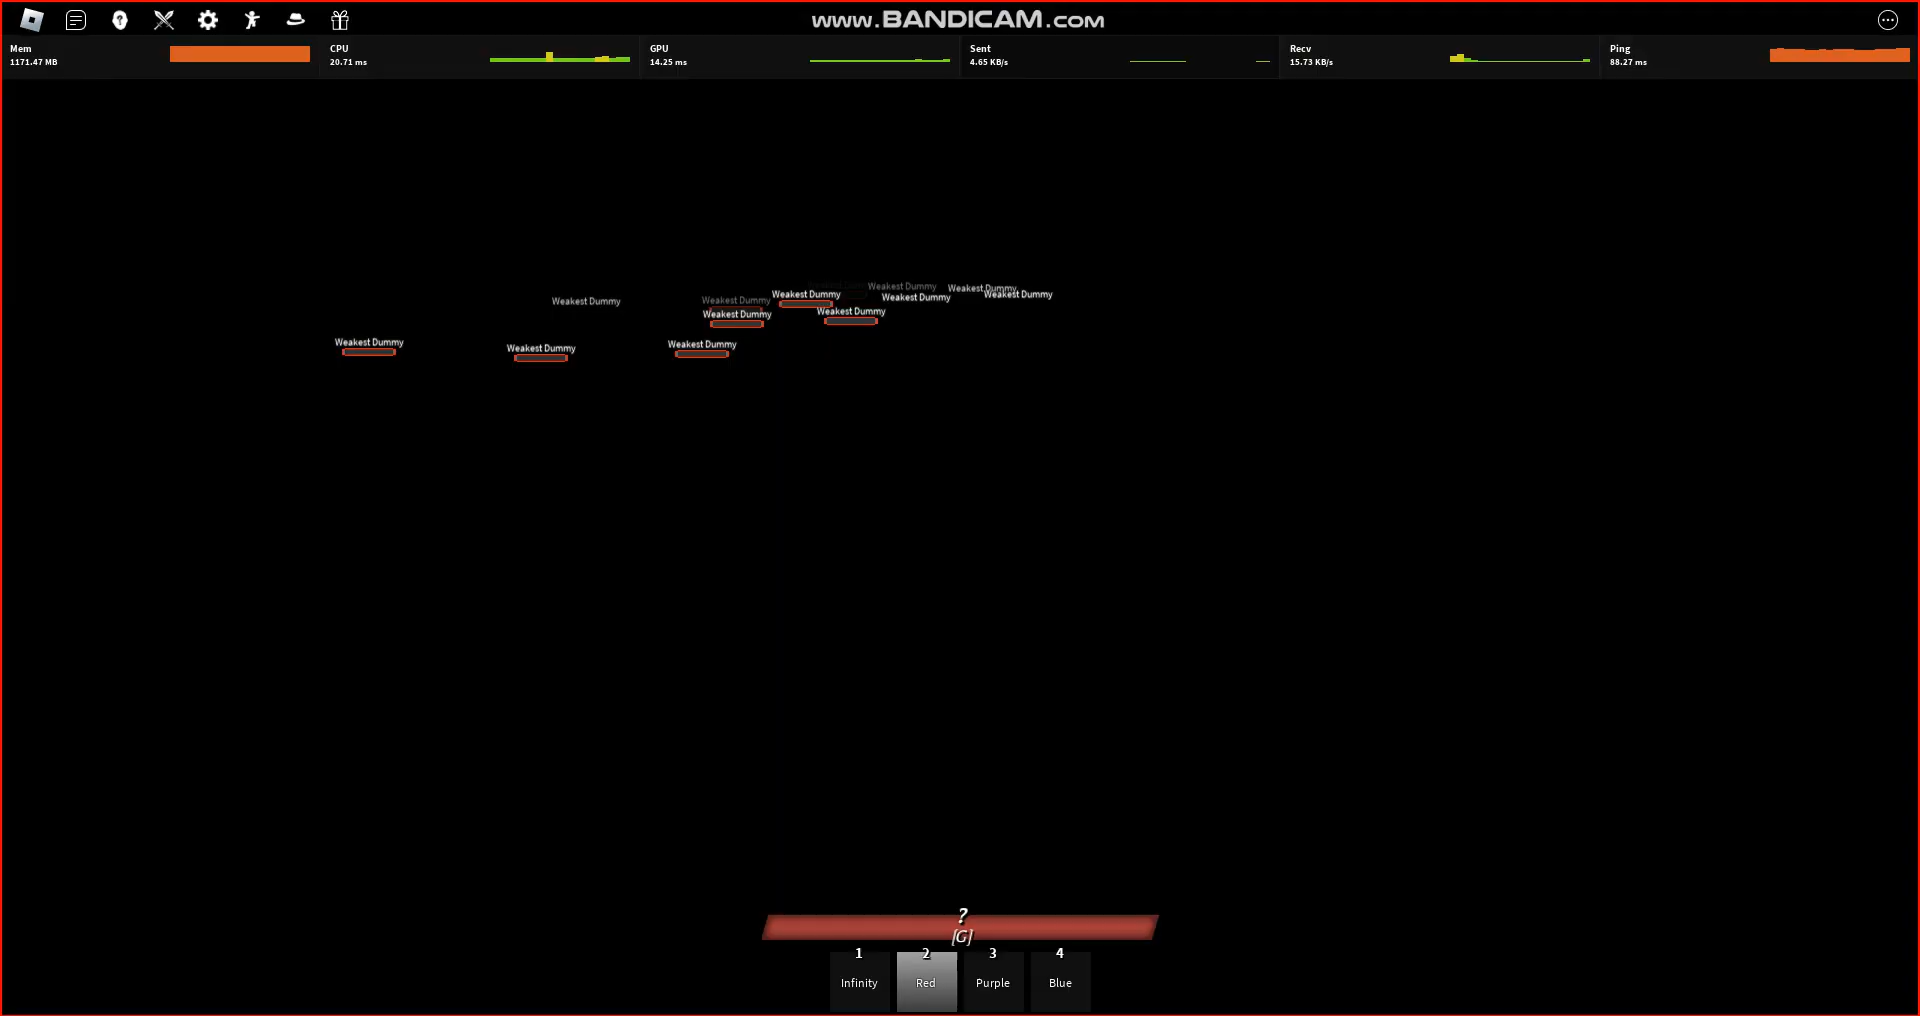 www.BANDICAM.com
Mem
1171.47 MB
CPU
20.71 ms
GPU
14.25 ms
Sent
4.65 KB/s
Recv
15.73 KB/s
Ping
88.27 ms
Weakest Dummy
Weakest Dummy
Weakest Dummy
Weakest Dummy
Weakest Dummy
Weakest Dummy
Weakest Dummy
Weakest Dummy
Weakest Dummy
Weakest Dummy
Weakest Dummy
Weakest Dummy
Weakest Dummy
?
[G]
1
Infinity
2
Red
3
Purple
4
Blue